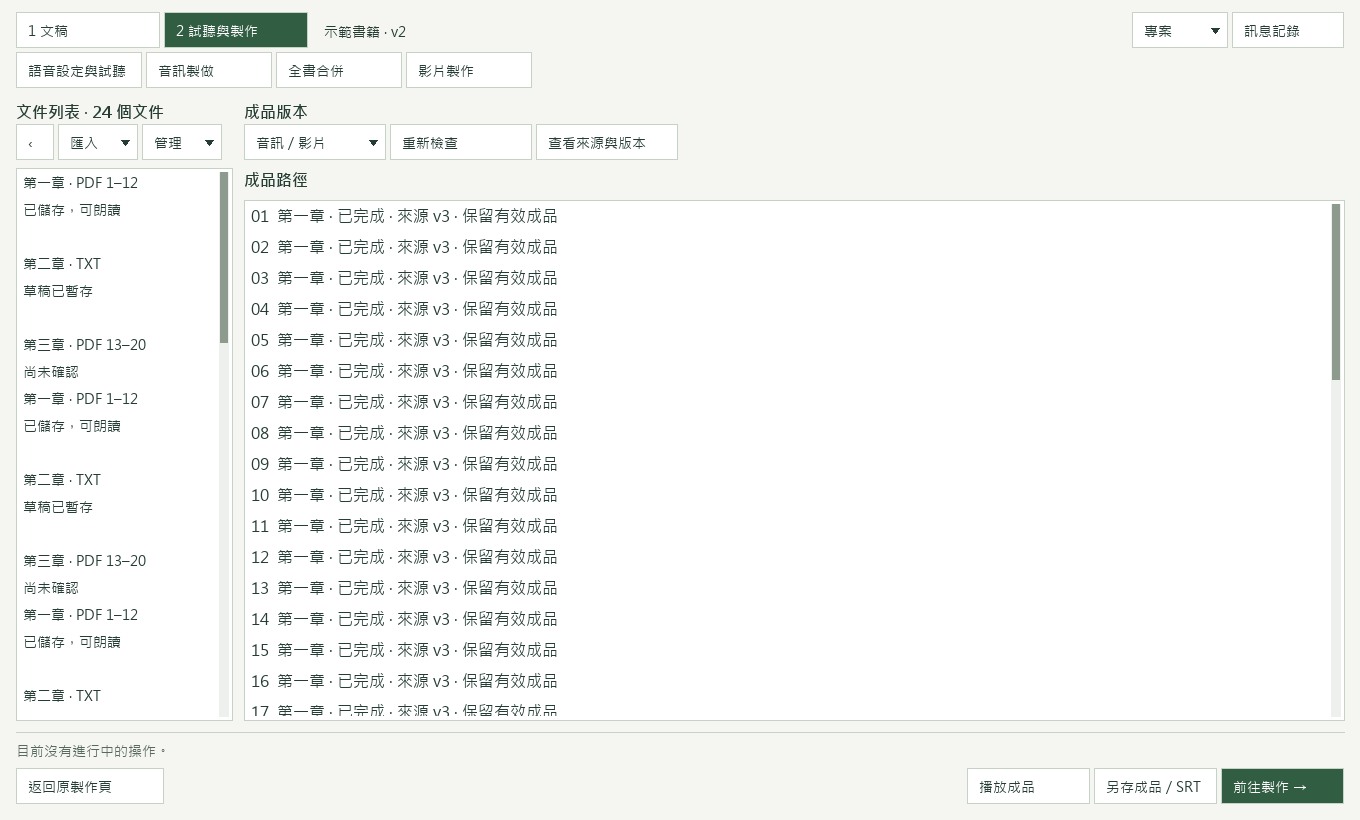 1 文稿
2 試聽與製作
示範書籍 · v2
專案
訊息記錄
語音設定與試聽
音訊製做
全書合併
影片製作
文件列表 · 24 個文件
‹
匯入
管理
第一章 · PDF 1–12
已儲存，可朗讀
第二章 · TXT
草稿已暫存
第三章 · PDF 13–20
尚未確認
第一章 · PDF 1–12
已儲存，可朗讀
第二章 · TXT
草稿已暫存
第三章 · PDF 13–20
尚未確認
第一章 · PDF 1–12
已儲存，可朗讀
第二章 · TXT
成品版本
音訊 / 影片
重新檢查
查看來源與版本
成品路徑
01 第一章 · 已完成 · 來源 v3 · 保留有效成品
02 第一章 · 已完成 · 來源 v3 · 保留有效成品
03 第一章 · 已完成 · 來源 v3 · 保留有效成品
04 第一章 · 已完成 · 來源 v3 · 保留有效成品
05 第一章 · 已完成 · 來源 v3 · 保留有效成品
06 第一章 · 已完成 · 來源 v3 · 保留有效成品
07 第一章 · 已完成 · 來源 v3 · 保留有效成品
08 第一章 · 已完成 · 來源 v3 · 保留有效成品
09 第一章 · 已完成 · 來源 v3 · 保留有效成品
10 第一章 · 已完成 · 來源 v3 · 保留有效成品
11 第一章 · 已完成 · 來源 v3 · 保留有效成品
12 第一章 · 已完成 · 來源 v3 · 保留有效成品
13 第一章 · 已完成 · 來源 v3 · 保留有效成品
14 第一章 · 已完成 · 來源 v3 · 保留有效成品
15 第一章 · 已完成 · 來源 v3 · 保留有效成品
16 第一章 · 已完成 · 來源 v3 · 保留有效成品
17 第一章 · 已完成 · 來源 v3 · 保留有效成品
目前沒有進行中的操作。
返回原製作頁
播放成品
另存成品 / SRT
前往製作 →